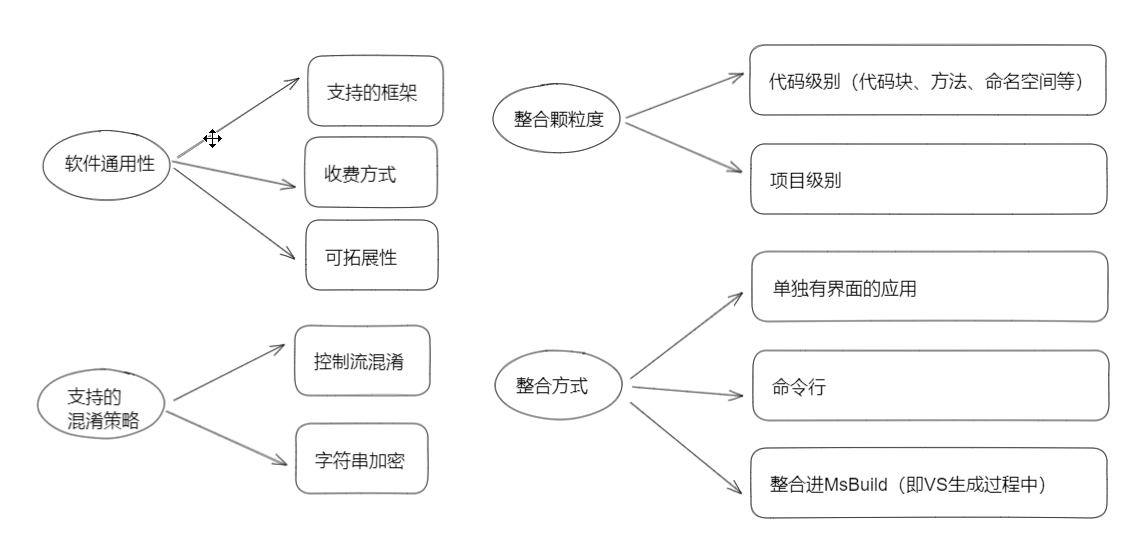 软件通用性
支持的框架
收费方式
可拓展性
支持的
混淆策略
控制流混淆
字符串加密
整合颗粒度
代码级别（代码块、方法、命名空间等）
项目级别
整合方式
单独有界面的应用
命令行
整合进MsBuild（即VS生成过程中）